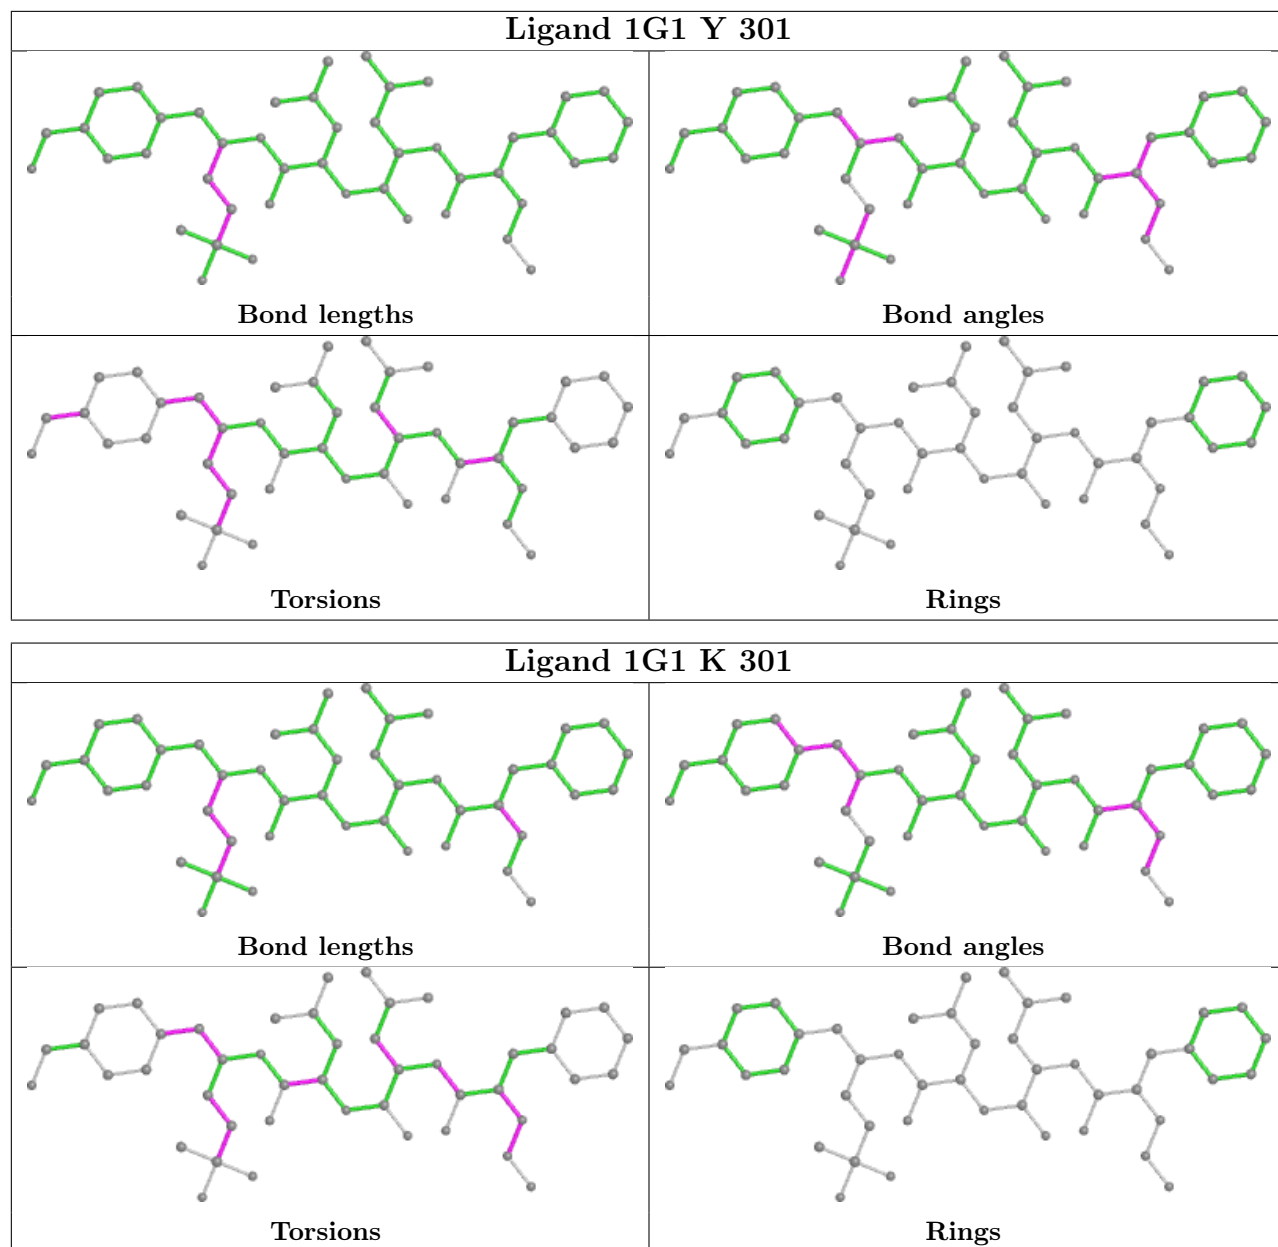 Ligand 1G1 Y 301
Bond lengths
Bond angles
Torsions
Rings
Ligand 1G1 K 301
Bond lengths
Bond angles
Torsions
Rings